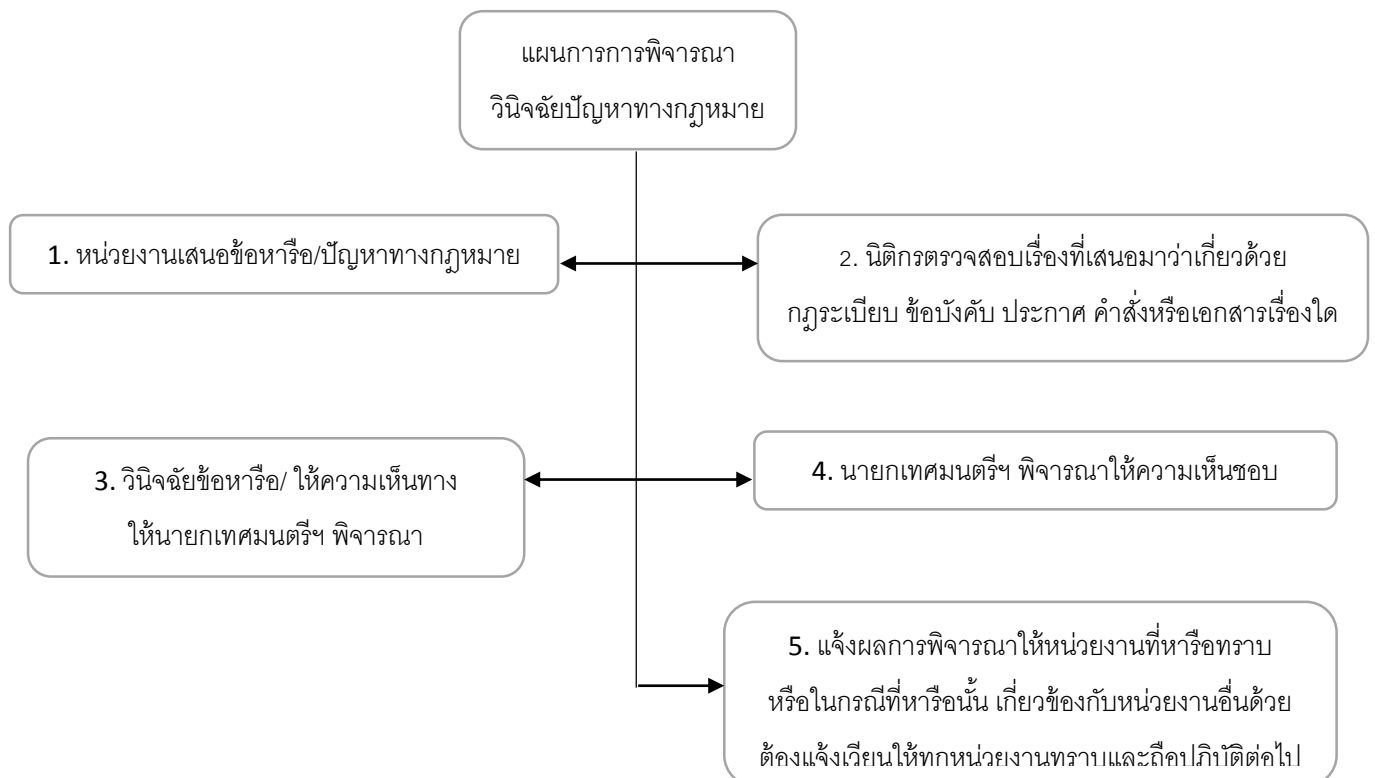 แผนการการพิจารณา
วินิจฉัยปัญหาทางกฎหมาย
1. หน่วยงานเสนอข้อหารือ/ปัญหาทางกฎหมาย
2. นิติกรตรวจสอบเรื่องที่เสนอมาว่าเกี่ยวด้วย
กฎระเบียบ ข้อบังคับ ประกาศ คำสั่งหรือเอกสารเรื่องใด
3. วินิจฉัยข้อหารือ/ ให้ความเห็นทาง
ให้นายกเทศมนตรีฯ พิจารณา
4. นายกเทศมนตรีฯ พิจารณาให้ความเห็นชอบ
5. แจ้งผลการพิจารณาให้หน่วยงานที่หารือทราบ
หรือในกรณีที่หารือนั้น เกี่ยวข้องกับหน่วยงานอื่นด้วย
ต้องแจ้งเวียนให้ทุกหน่วยงานทราบและถือปฏิบัติต่อไป